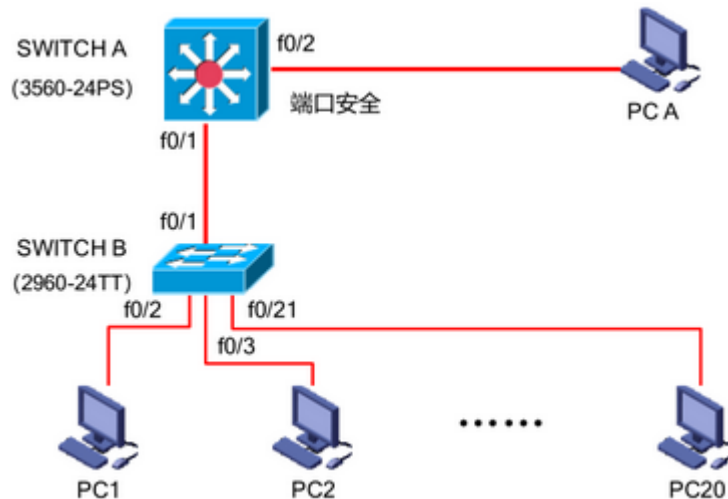 SWITCH A
(3560-24PS)
f0/2
端口安全
PC A
f0/1
f0/1
SWITCH B
(2960-24TT)
f0/2
f0/3
f0/21
PC1
PC2
······
PC20